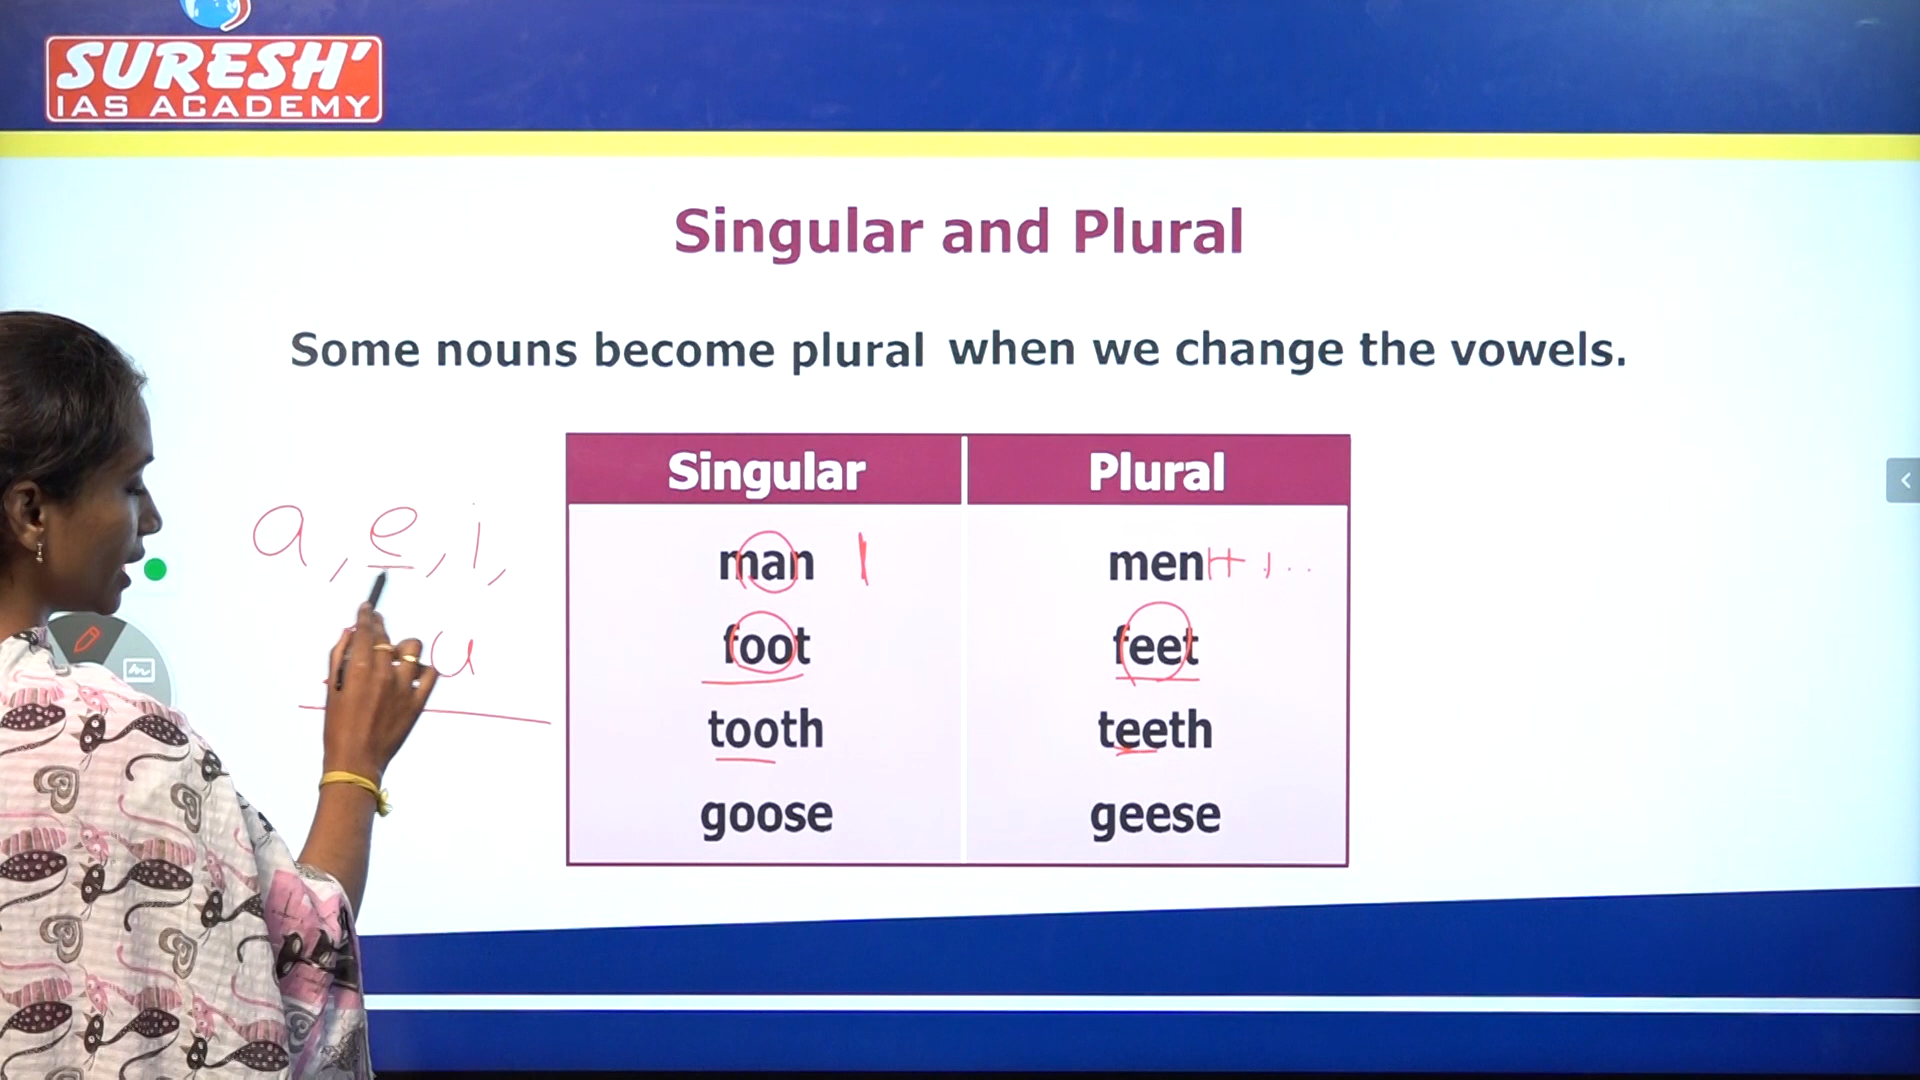 SURESH'
IAS ACADEMY
Singular and Plural
Some nouns become plural when we change the vowels.
Singular Plural
man men
foot feet
tooth teeth
goose geese
a, e, i,
u